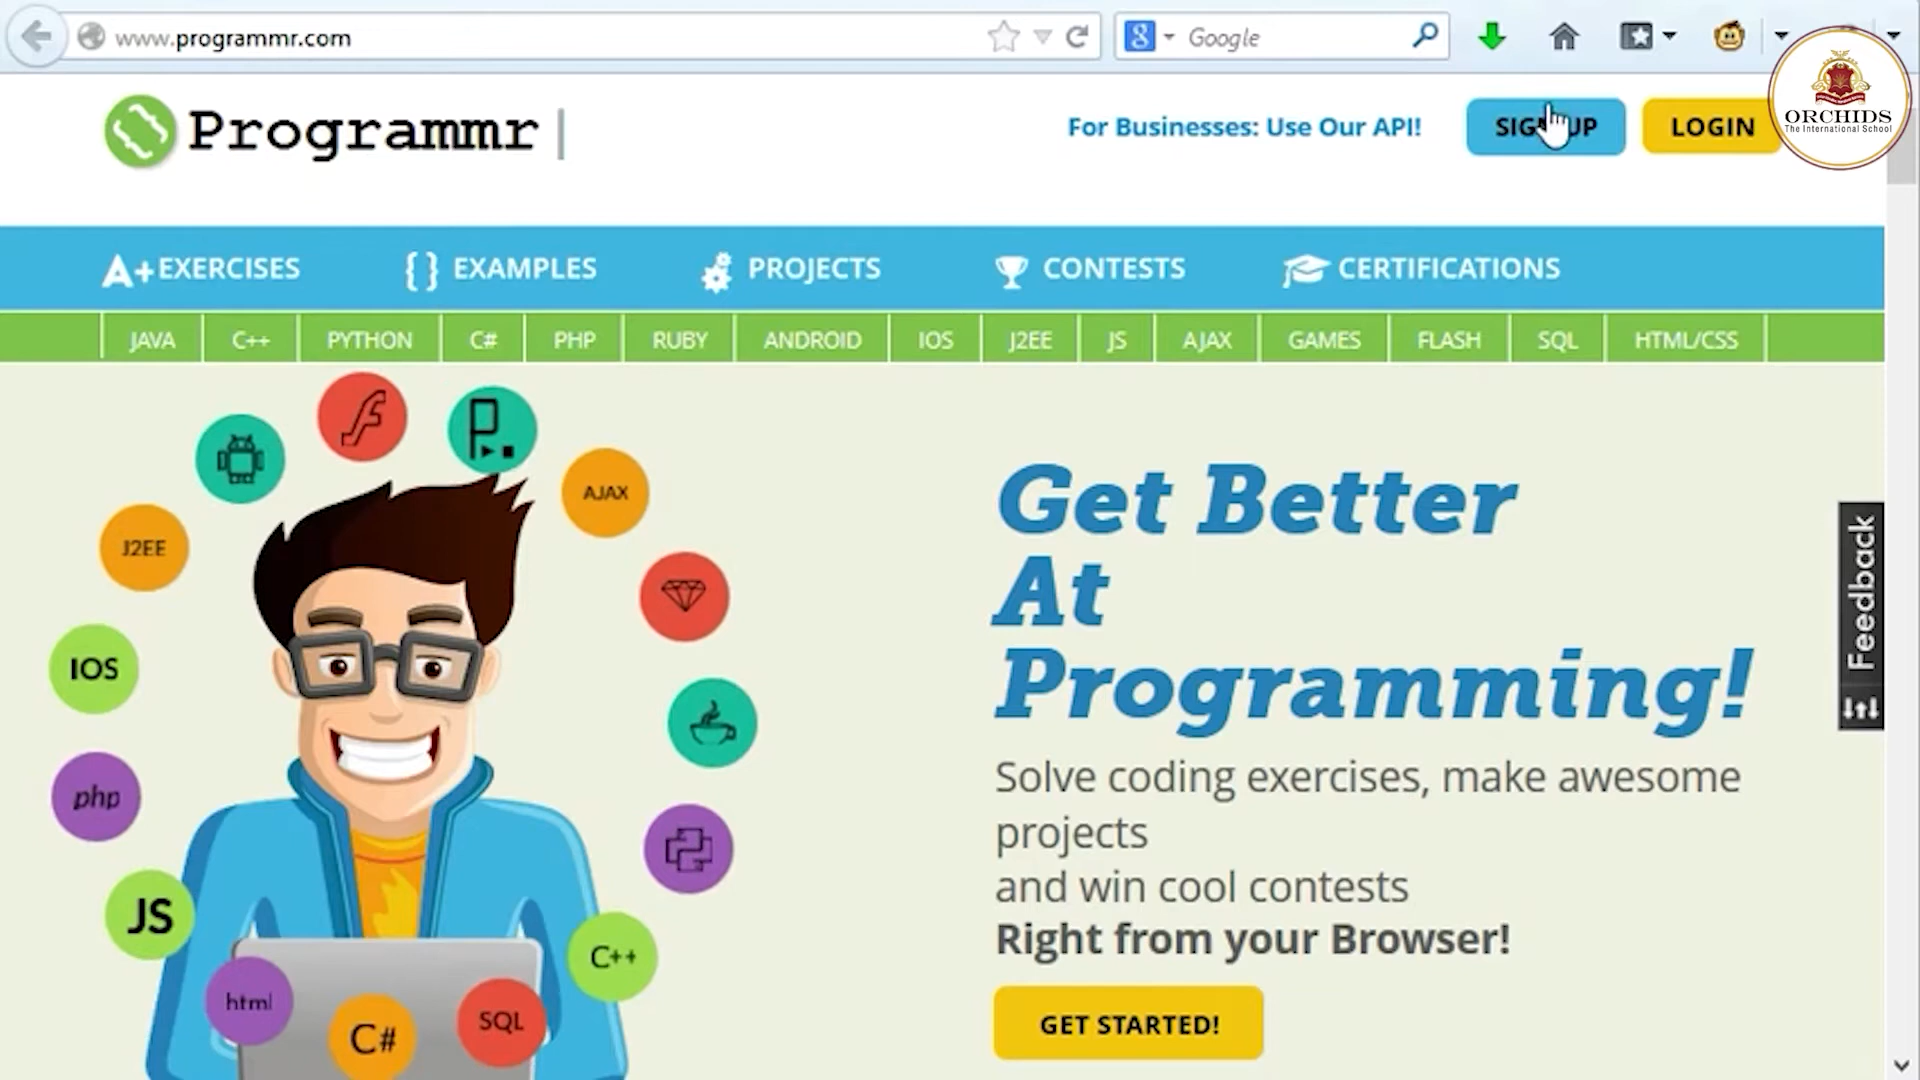 www.programmr.com
8
Google
ORCHIDS
The International School
Programmr
For Businesses: Use Our API!
SIGN UP
LOGIN
A+ EXERCISES
{ } EXAMPLES
PROJECTS
CONTESTS
CERTIFICATIONS
JAVA
C++
PYTHON
C#
PHP
RUBY
ANDROID
IOS
J2EE
JS
AJAX
GAMES
FLASH
SQL
HTML/CSS
P
AJAX
J2EE
IOS
php
JS
html
C#
SQL
C++
Get Better
At
Programming!
Solve coding exercises, make awesome
projects
and win cool contests
Right from your Browser!
GET STARTED!
Feedback